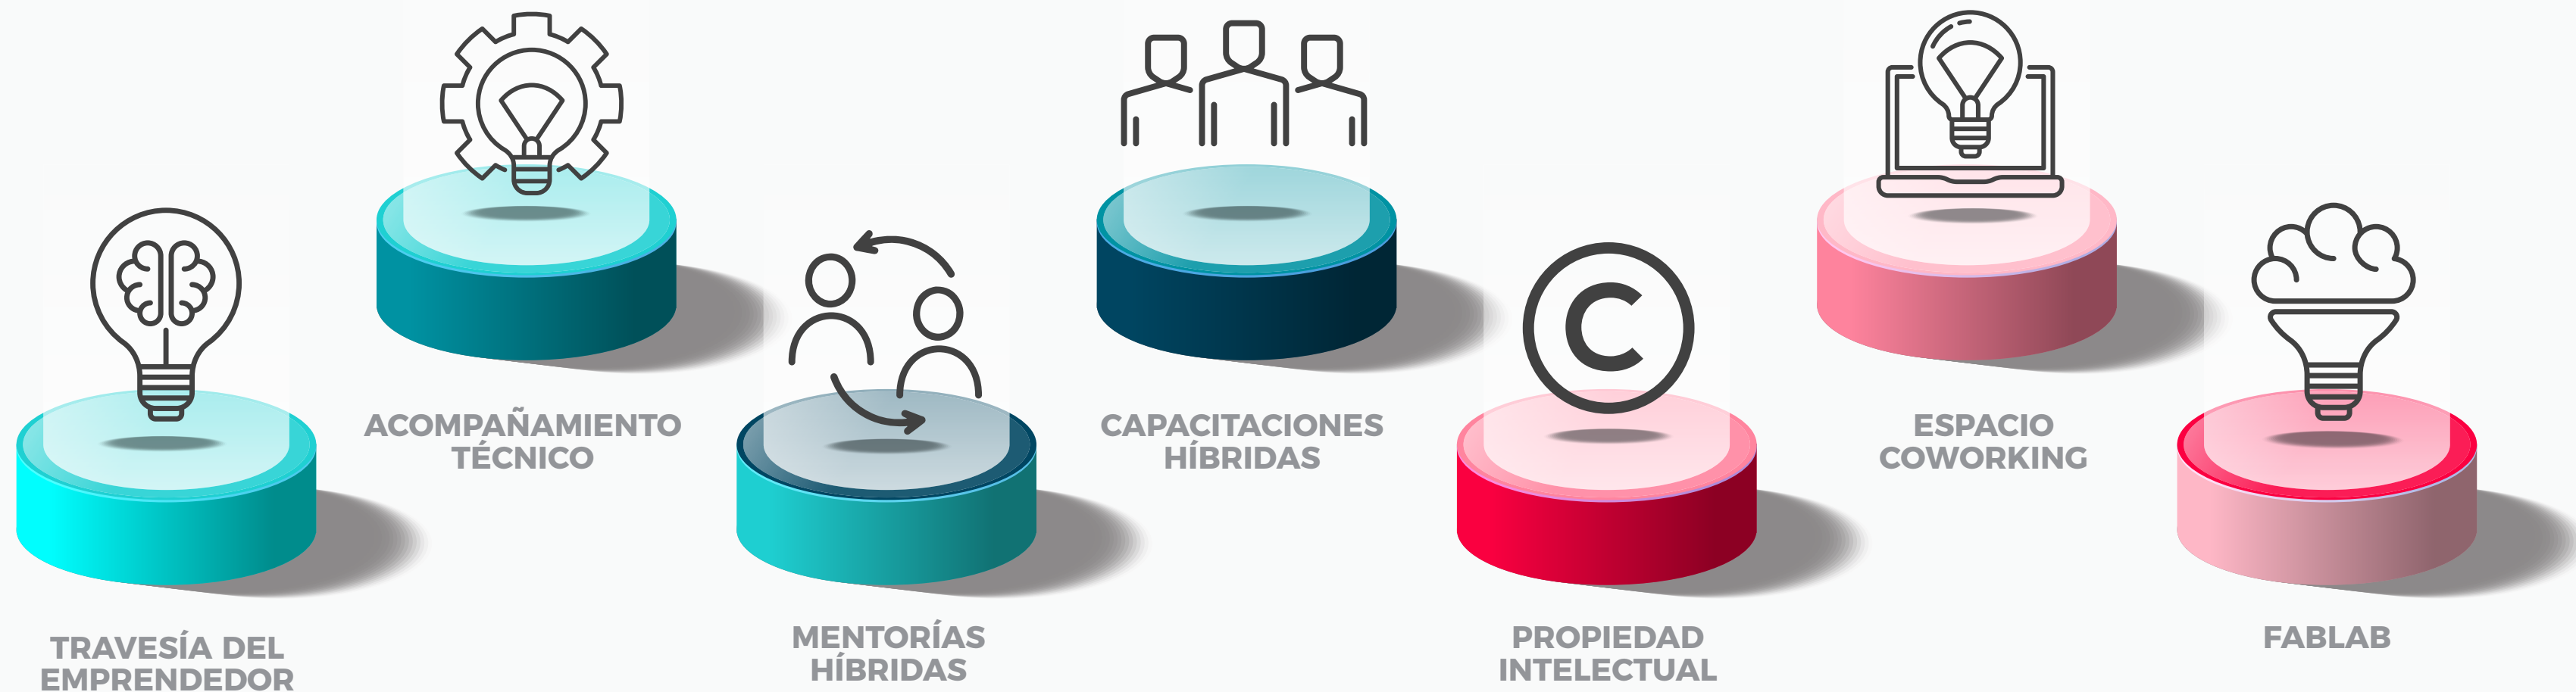 TRAVESÍA DEL
EMPRENDEDOR
ACOMPAÑAMIENTO
TÉCNICO
MENTORÍAS
HÍBRIDAS
CAPACITACIONES
HÍBRIDAS
PROPIEDAD
INTELECTUAL
ESPACIO
COWORKING
FABLAB